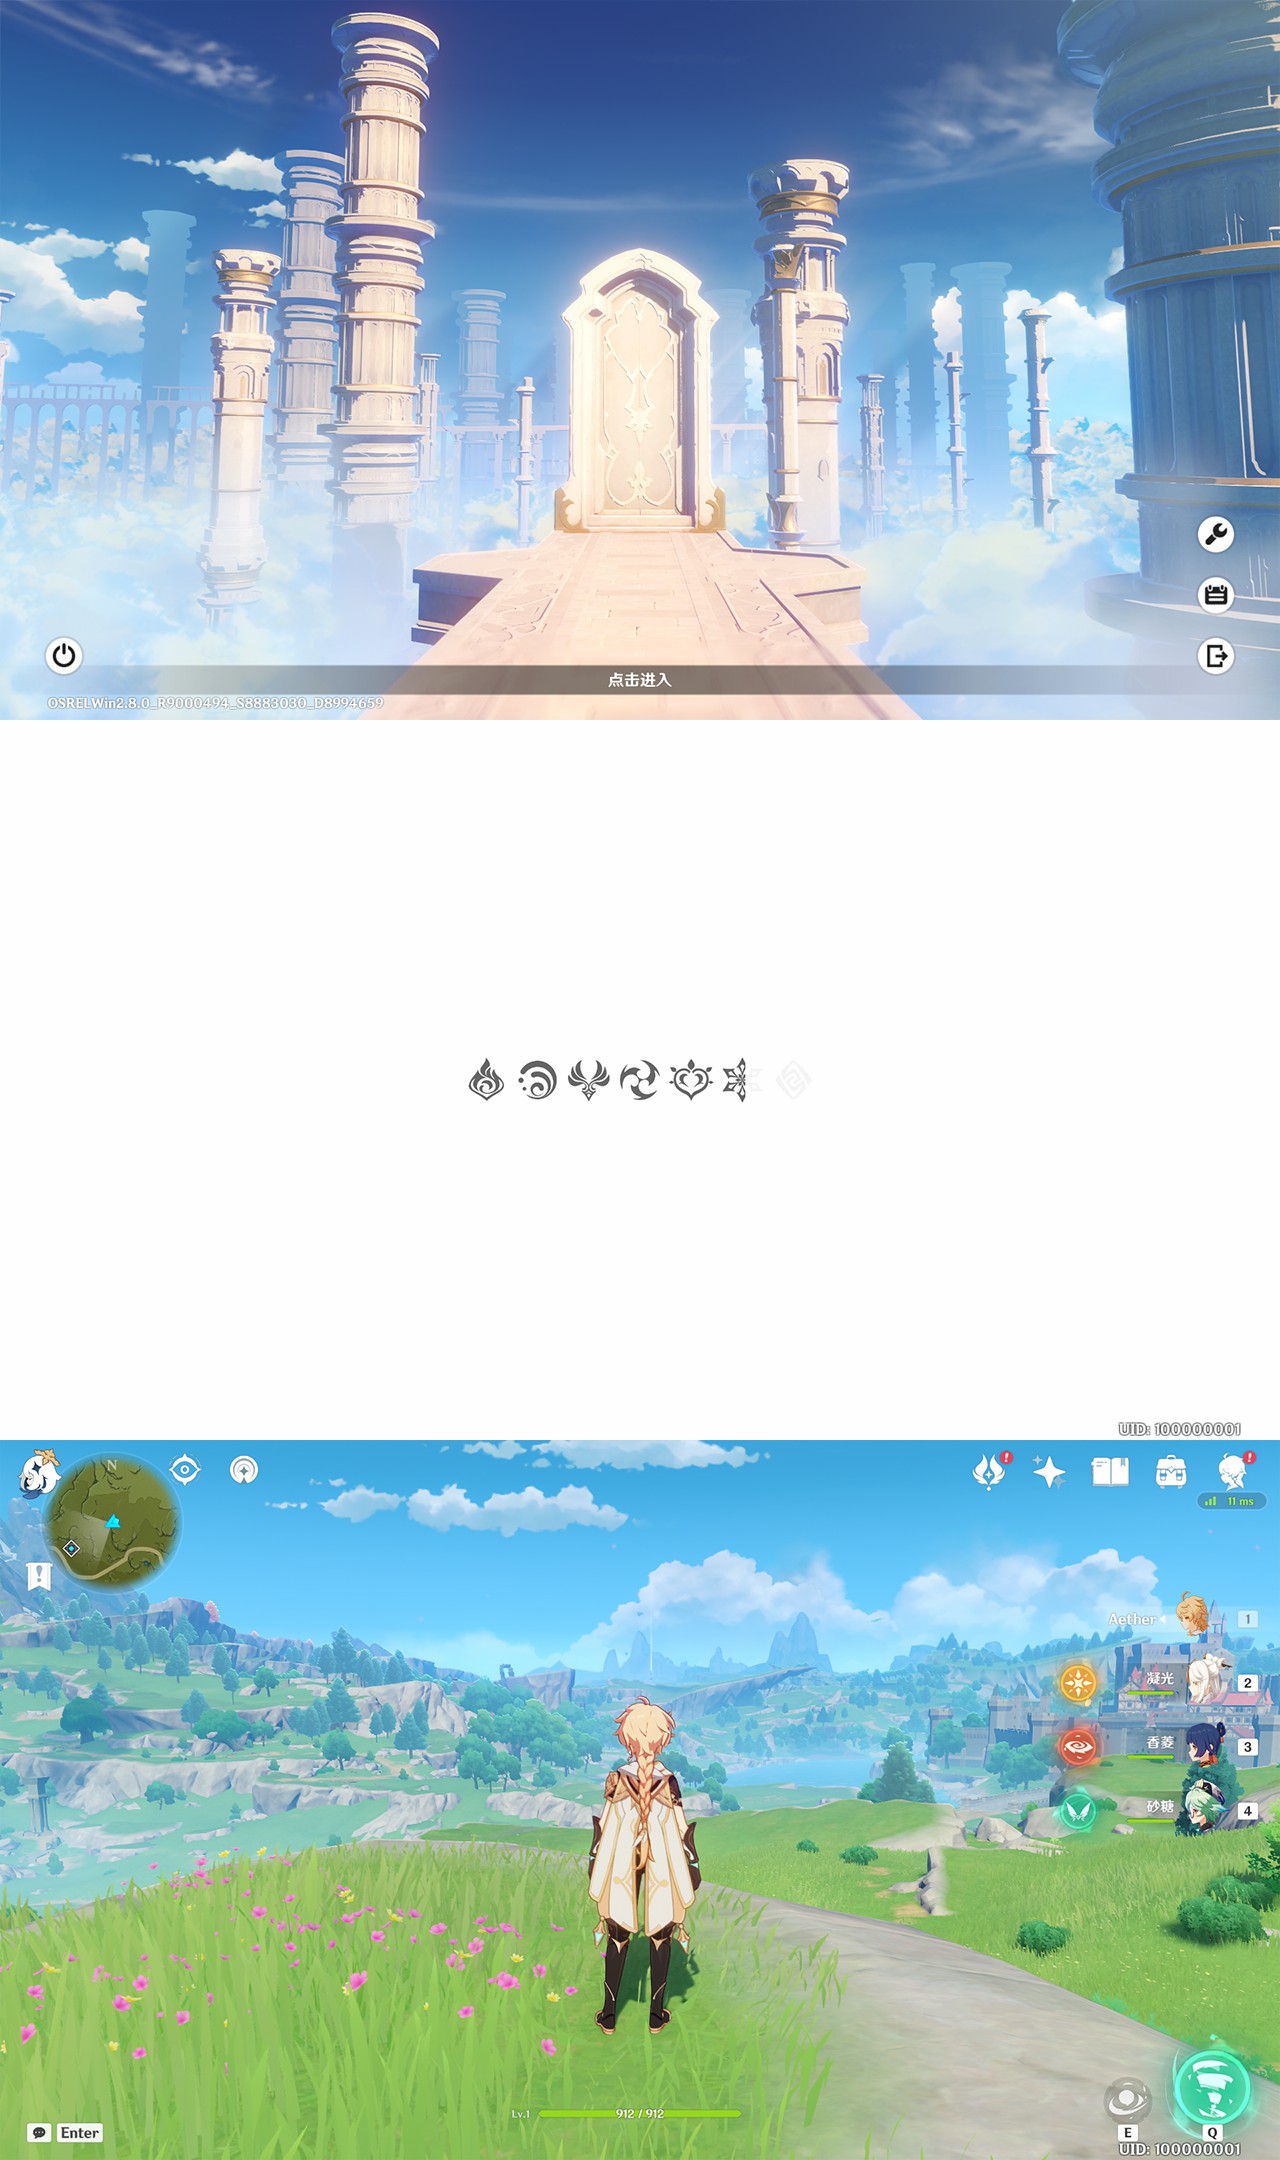 点击进入
OSRELWin2.8.0_R9000494_S8883030_D8994659
UID: 100000001
N
11 ms
Aether
1
凝光
2
香菱
3
砂糖
4
Lv.1
912 / 912
Enter
E
Q
UID: 100000001